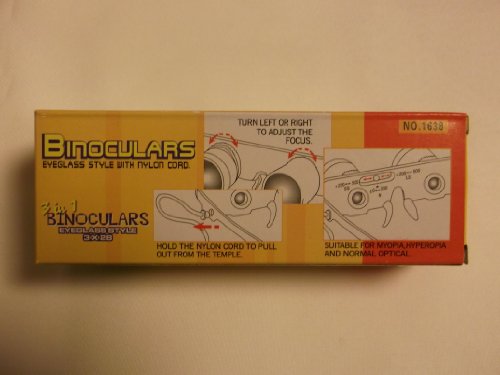 BINOCULARS
EYEGLASS STYLE WITH NYLON CORD.
3 in 1
BINOCULARS
EYEGLASS STYLE
3×28
TURN LEFT OR RIGHT
TO ADJUST THE
FOCUS.
HOLD THE NYLON CORD TO PULL
OUT FROM THE TEMPLE.
NO.1638
SUITABLE FOR MYOPIA,HYPEROPIA
AND NORMAL OPTICAL.